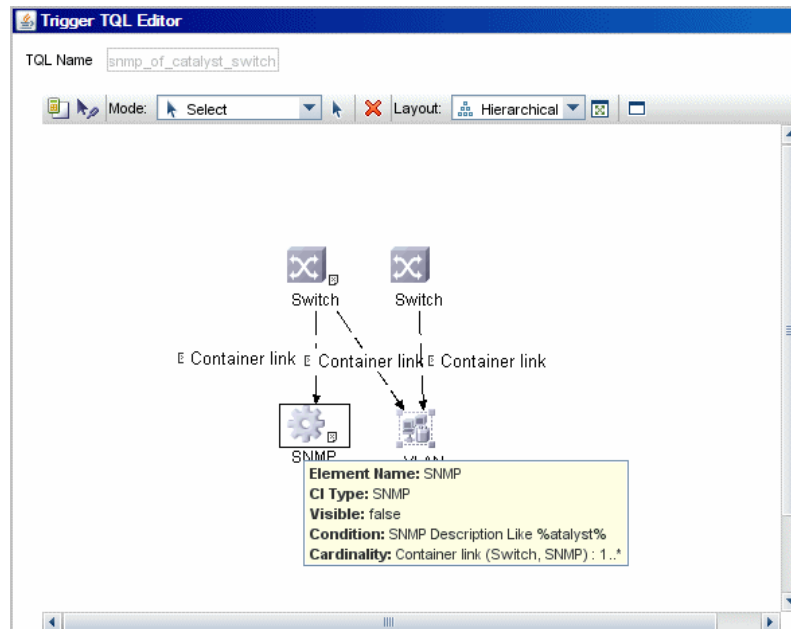 Trigger TQL Editor
TQL Name snmp_of_catalyst_switch
Mode: Select Layout: Hierarchical
Switch Switch
Container link Container link Container link
SNMP VLAN
Element Name: SNMP
CI Type: SNMP
Visible: false
Condition: SNMP Description Like %atalyst%
Cardinality: Container link (Switch, SNMP) : 1..*